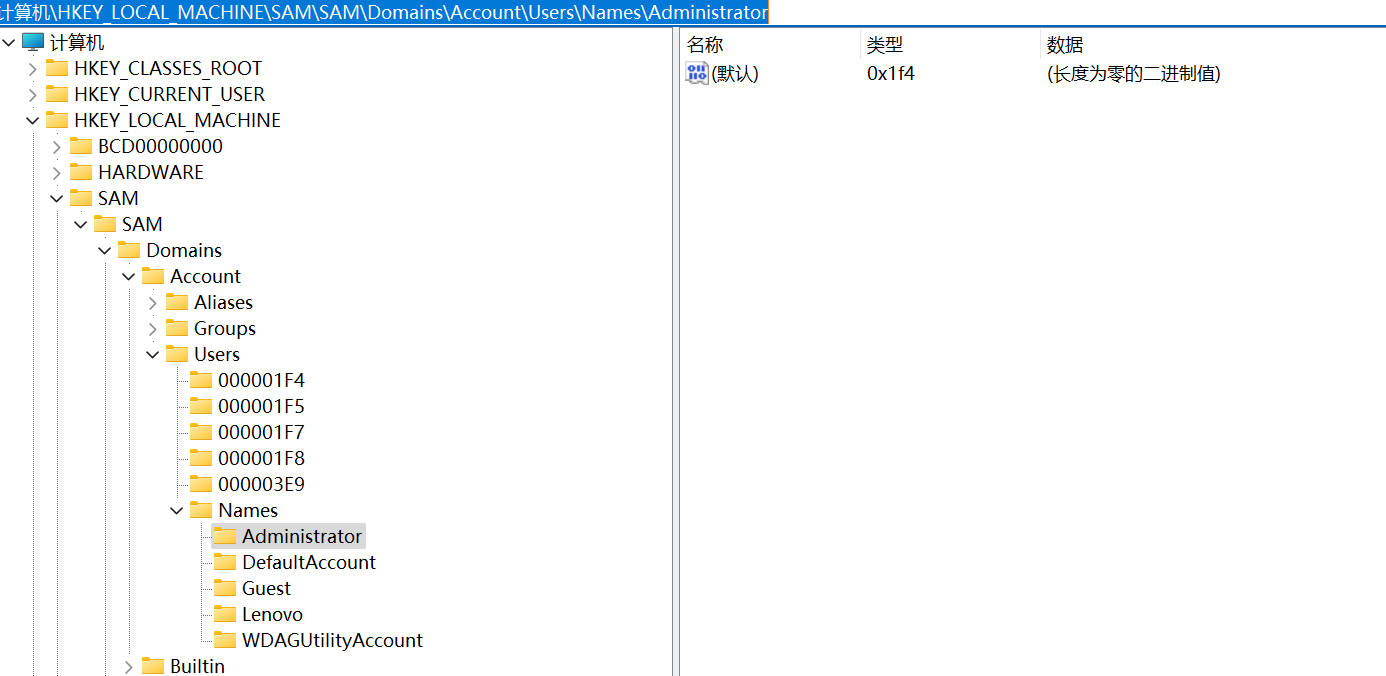 计算机\HKEY_LOCAL_MACHINE\SAM\SAM\Domains\Account\Users\Names\Administrator
计算机
HKEY_CLASSES_ROOT
HKEY_CURRENT_USER
HKEY_LOCAL_MACHINE
BCD00000000
HARDWARE
SAM
SAM
Domains
Account
Aliases
Groups
Users
000001F4
000001F5
000001F7
000001F8
000003E9
Names
Administrator
DefaultAccount
Guest
Lenovo
WDAGUtilityAccount
Builtin
名称 类型 数据
(默认) 0x1f4 (长度为零的二进制值)